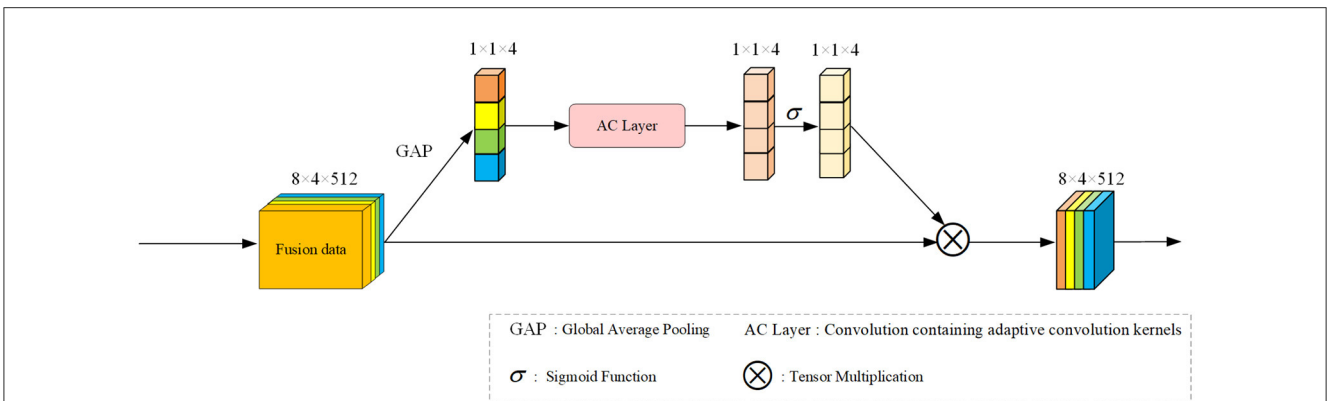 1×1×4
1×1×4
1×1×4
σ
AC Layer
GAP
8×4×512
8×4×512
Fusion data
GAP : Global Average Pooling
AC Layer : Convolution containing adaptive convolution kernels
σ : Sigmoid Function
: Tensor Multiplication